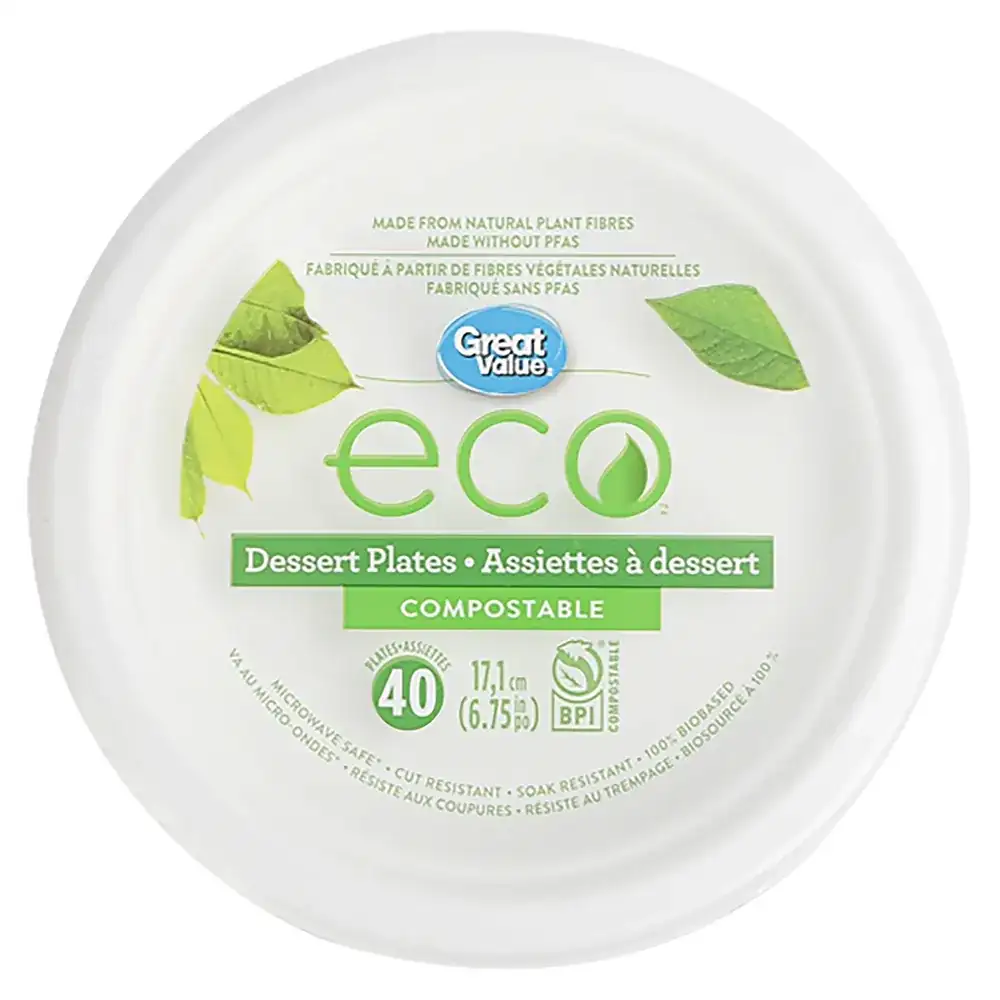 MADE FROM NATURAL PLANT FIBRES
MADE WITHOUT PFAS
FABRIQUÉ À PARTIR DE FIBRES VÉGÉTALES NATURELLES
FABRIQUÉ SANS PFAS
Great
Value®
eco
Dessert Plates • Assiettes à dessert
COMPOSTABLE
PLATES•ASSIETTES
40
17,1 cm
(6.75 in po)
BPI®
COMPOSTABLE
MICROWAVE SAFE* • CUT RESISTANT • SOAK RESISTANT • 100% BIOBASED
VA AU MICRO-ONDES* • RÉSISTE AUX COUPURES • RÉSISTE AU TREMPAGE • BIOSOURCÉ À 100 %